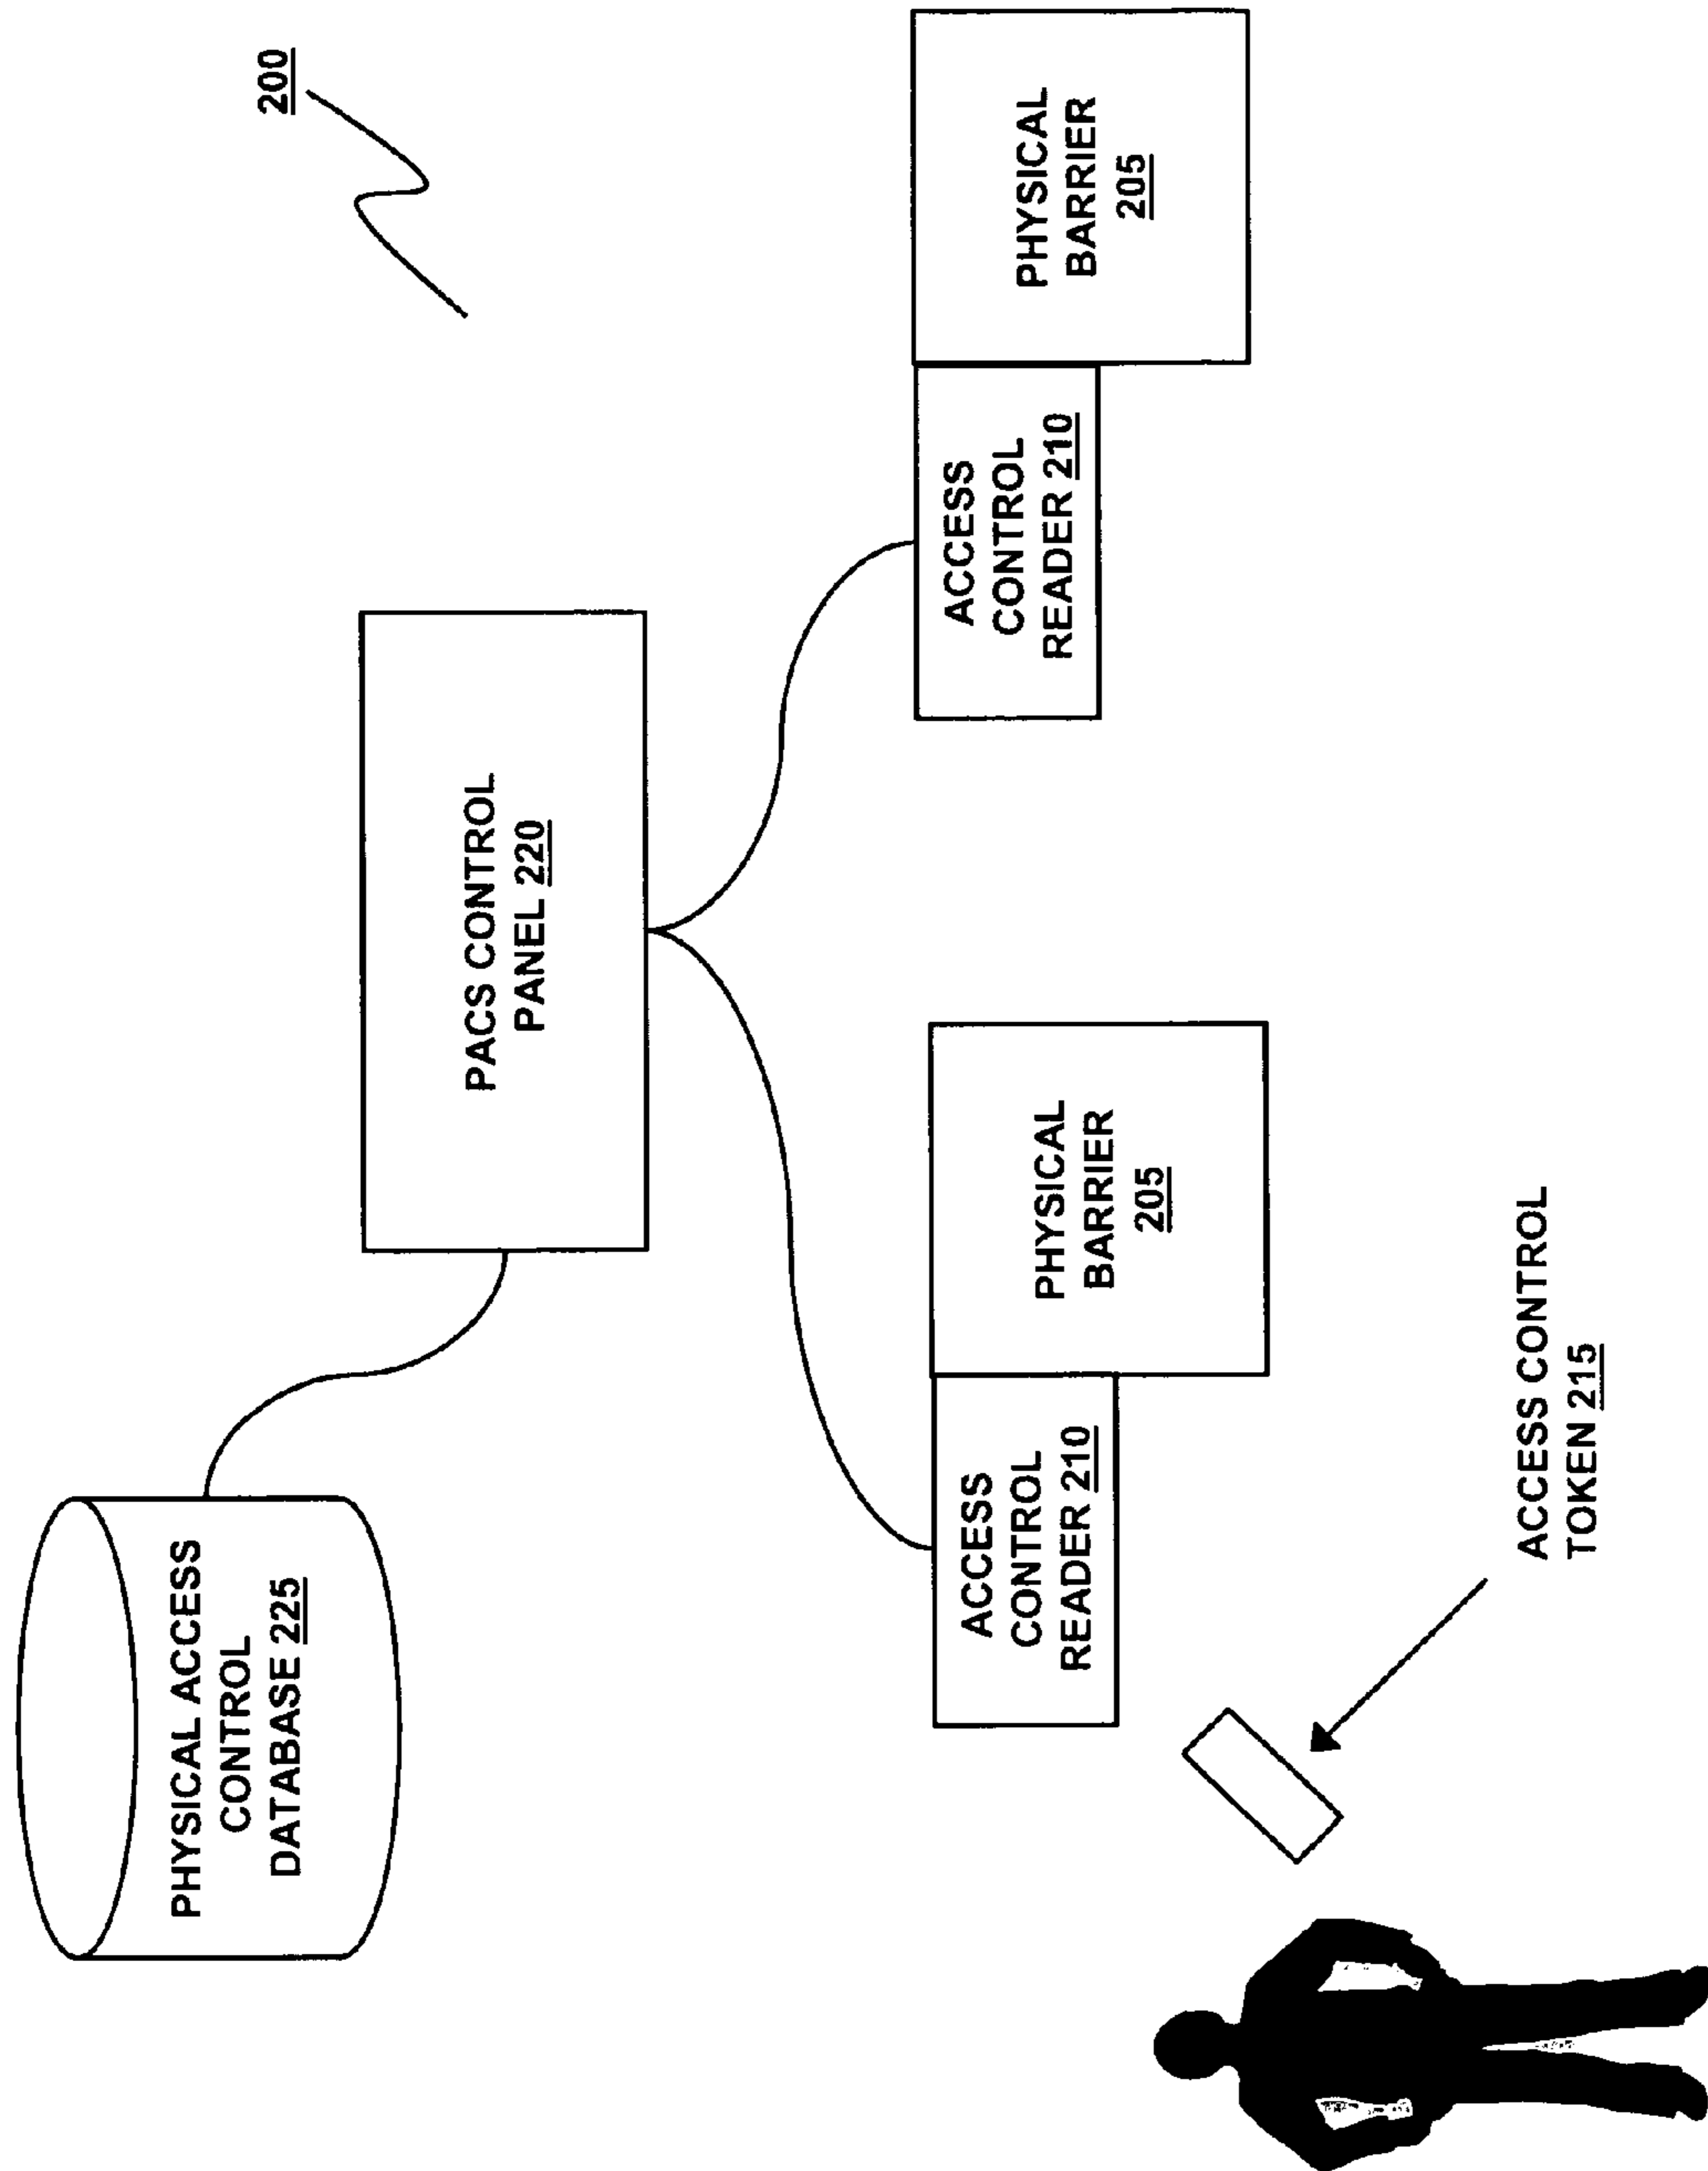 200
PHYSICAL ACCESS
CONTROL
DATABASE 225
PACS CONTROL
PANEL 220
ACCESS
CONTROL
READER 210
PHYSICAL
BARRIER
205
ACCESS
CONTROL
READER 210
PHYSICAL
BARRIER
205
ACCESS CONTROL
TOKEN 215